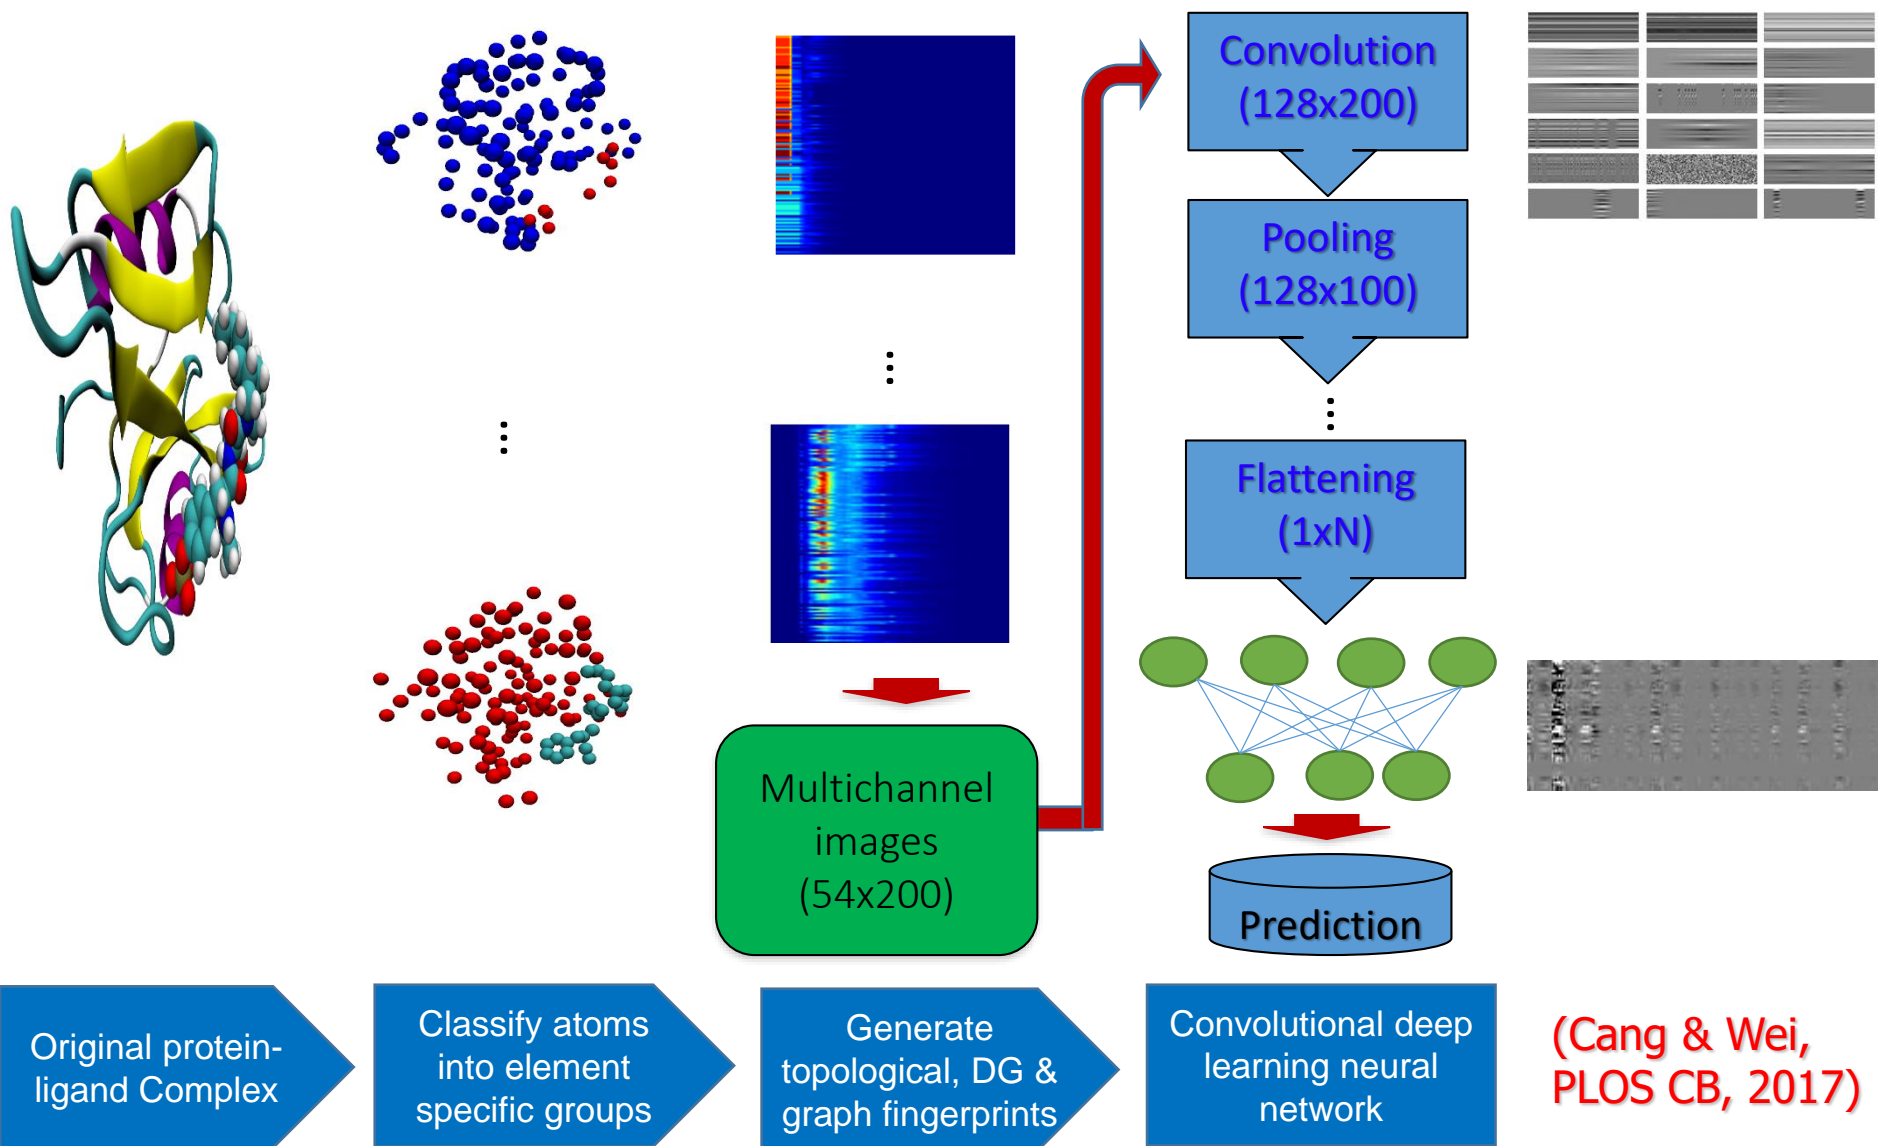 Convolution
(128x200)
Pooling
(128x100)
Flattening
(1xN)
Multichannel
images
(54x200)
Prediction
Original protein-
ligand Complex
Classify atoms
into element
specific groups
Generate
topological, DG &
graph fingerprints
Convolutional deep
learning neural
network
(Cang & Wei,
PLOS CB, 2017)